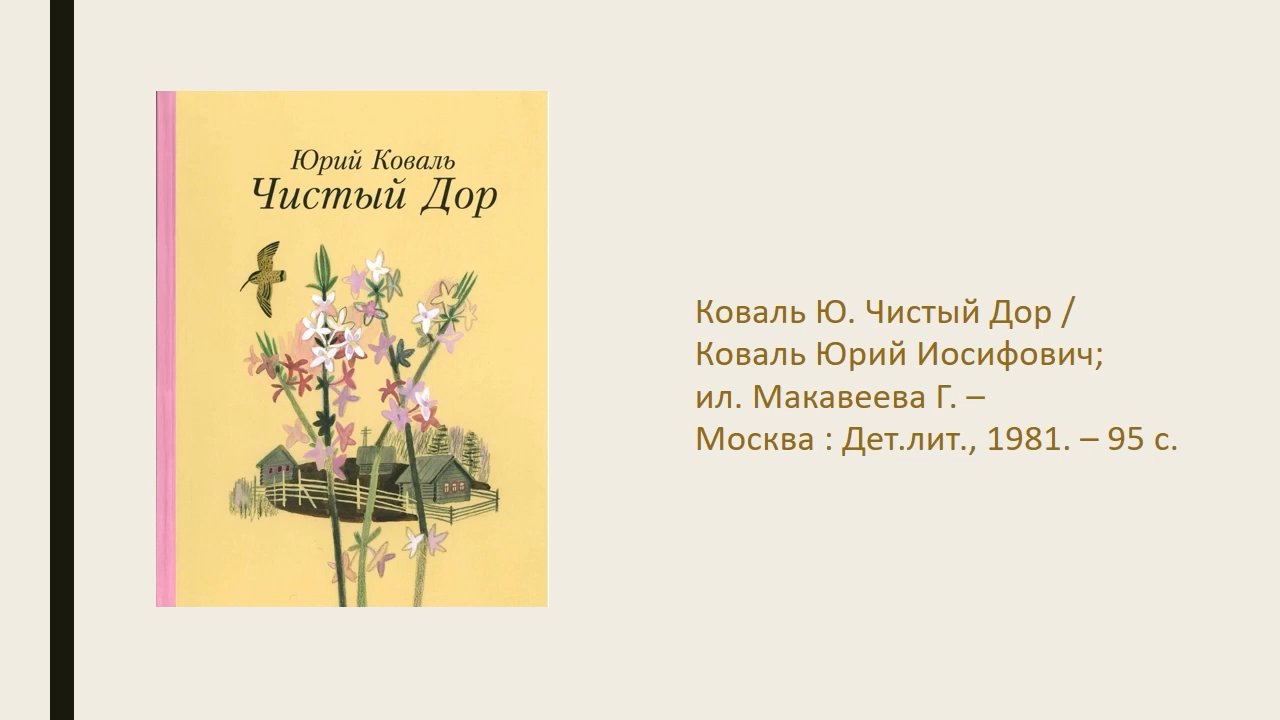 Юрий Коваль
Чистый Дор
Коваль Ю. Чистый Дор /
Коваль Юрий Иосифович;
ил. Макавеева Г. –
Москва : Дет.лит., 1981. – 95 с.